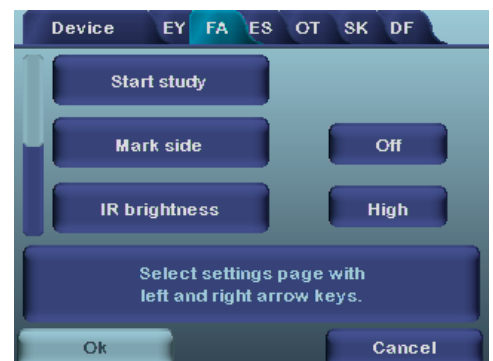 Device EY FA ES OT SK DF
Start study
Mark side Off
IR brightness High
Select settings page with
left and right arrow keys.
Ok Cancel